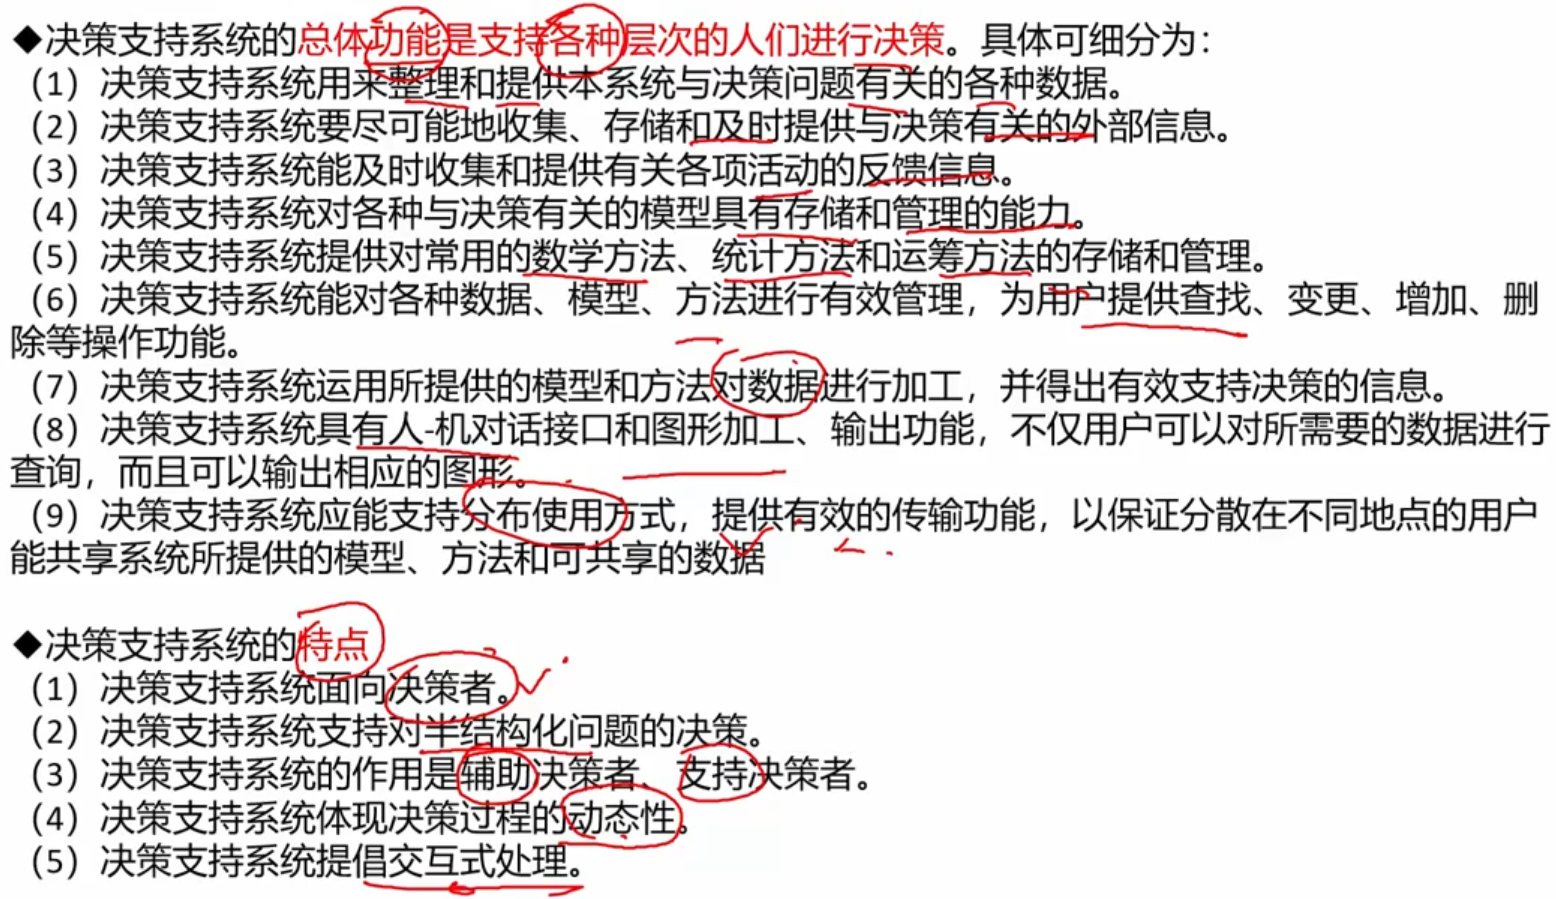 ◆决策支持系统的总体功能是支持各种层次的人们进行决策。具体可细分为：
（1）决策支持系统用来整理和提供本系统与决策问题有关的各种数据。
（2）决策支持系统要尽可能地收集、存储和及时提供与决策有关的外部信息。
（3）决策支持系统能及时收集和提供有关各项活动的反馈信息。
（4）决策支持系统对各种与决策有关的模型具有存储和管理的能力。
（5）决策支持系统提供对常用的数学方法、统计方法和运筹方法的存储和管理。
（6）决策支持系统能对各种数据、模型、方法进行有效管理，为用户提供查找、变更、增加、删
除等操作功能。
（7）决策支持系统运用所提供的模型和方法对数据进行加工，并得出有效支持决策的信息。
（8）决策支持系统具有人-机对话接口和图形加工、输出功能，不仅用户可以对所需要的数据进行
查询，而且可以输出相应的图形。
（9）决策支持系统应能支持分布使用方式，提供有效的传输功能，以保证分散在不同地点的用户
能共享系统所提供的模型、方法和可共享的数据
◆决策支持系统的特点
（1）决策支持系统面向决策者。
（2）决策支持系统支持对半结构化问题的决策。
（3）决策支持系统的作用是辅助决策者、支持决策者。
（4）决策支持系统体现决策过程的动态性。
（5）决策支持系统提倡交互式处理。